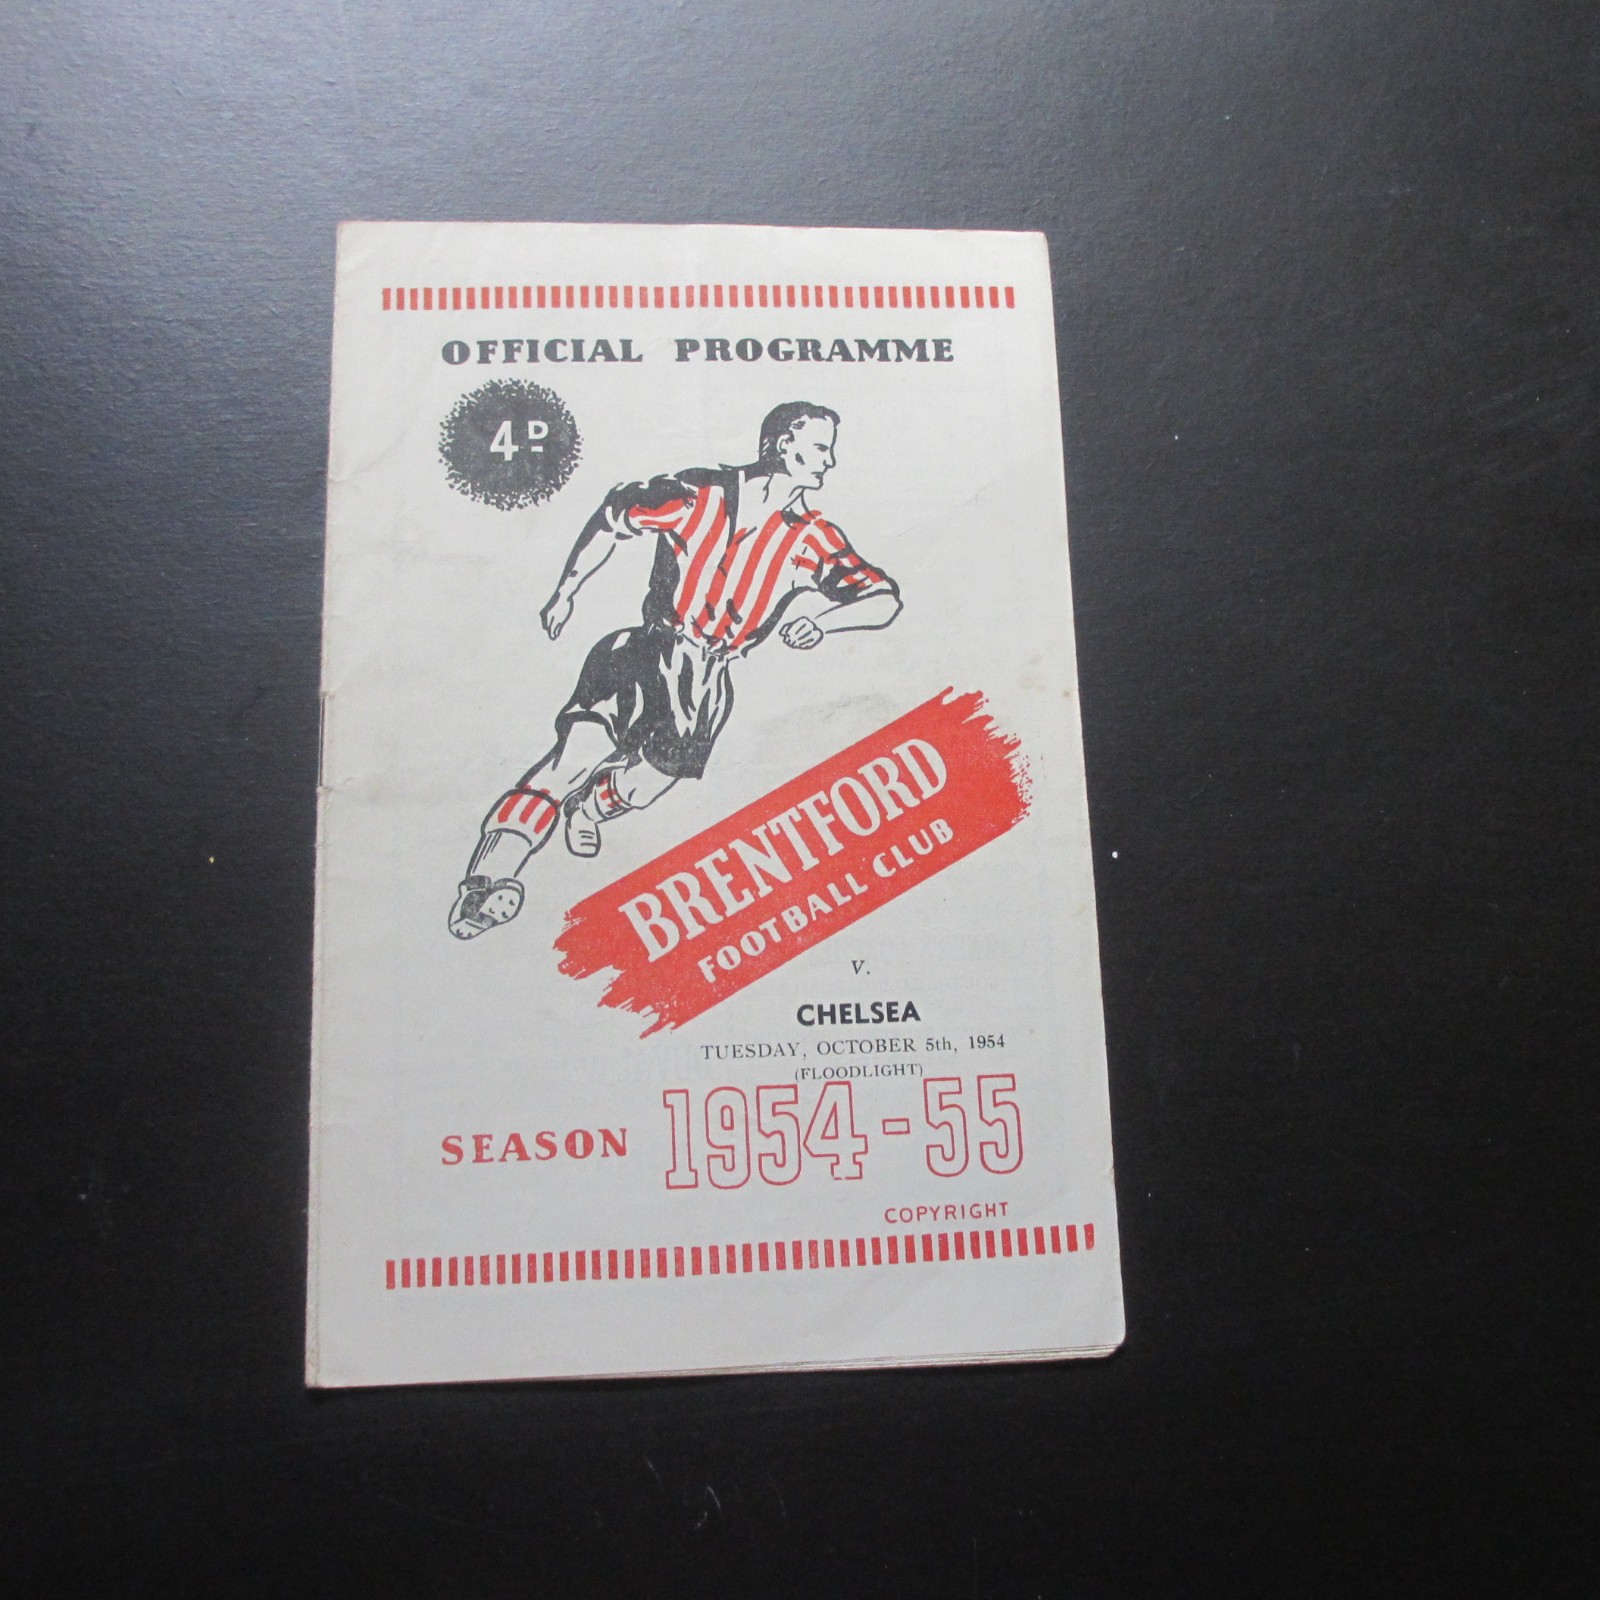 OFFICIAL PROGRAMME
4D
BRENTFORD
FOOTBALL CLUB
V.
CHELSEA
TUESDAY, OCTOBER 5th, 1954
(FLOODLIGHT)
SEASON 1954-55
COPYRIGHT